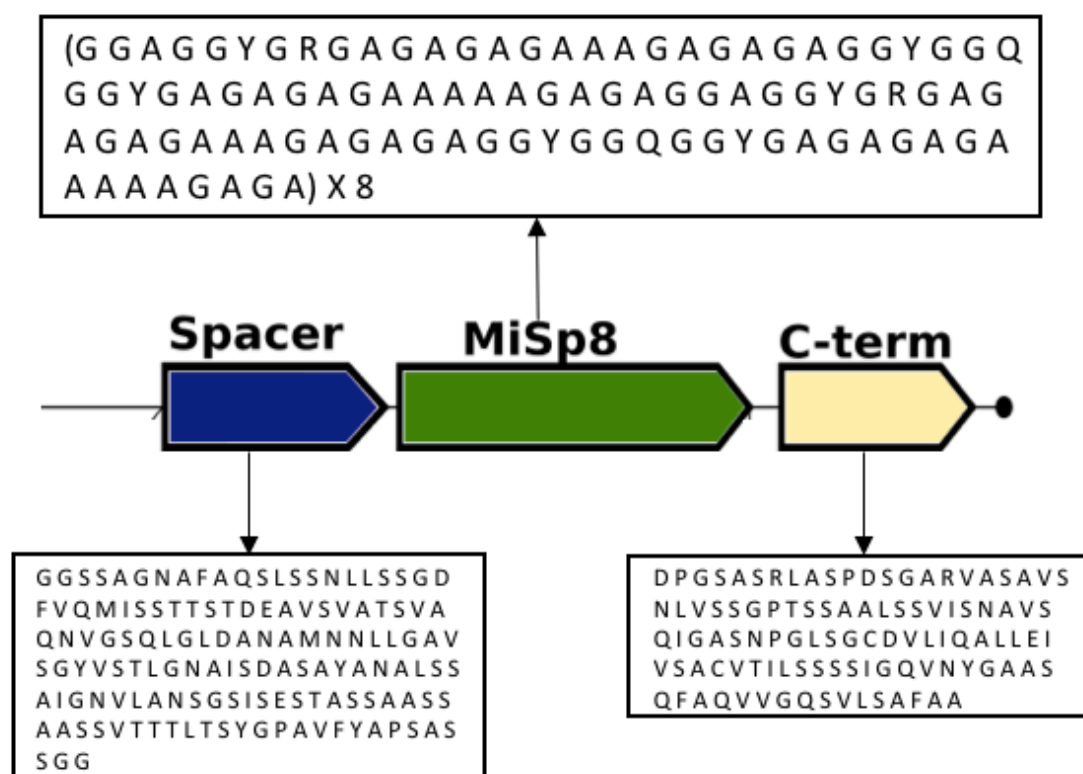 (G G A G G Y G R G A G A G A G A A A G A G A G A G G Y G G Q
G G Y G A G A G A G A A A A A G A G A G G A G G Y G R G A G
A G A G A A A G A G A G A G G Y G G Q G G Y G A G A G A G A
A A A A G A G A) X 8
Spacer
MiSp8
C-term
G G S S A G N A F A Q S L S S N L L S S G D
F V Q M I S S T T S T D E A V S V A T S V A
Q N V G S Q L G L D A N A M N N L L G A V
S G Y V S T L G N A I S D A S A Y A N A L S S
A I G N V L A N S G S I S E S T A S S A A S S
A A S S V T T T L T S Y G P A V F Y A P S A S
S G G
D P G S A S R L A S P D S G A R V A S A V S
N L V S S G P T S S A A L S S V I S N A V S
Q I G A S N P G L S G C D V L I Q A L L E I
V S A C V T I L S S S S I G Q V N Y G A A S
Q F A Q V V G Q S V L S A F A A